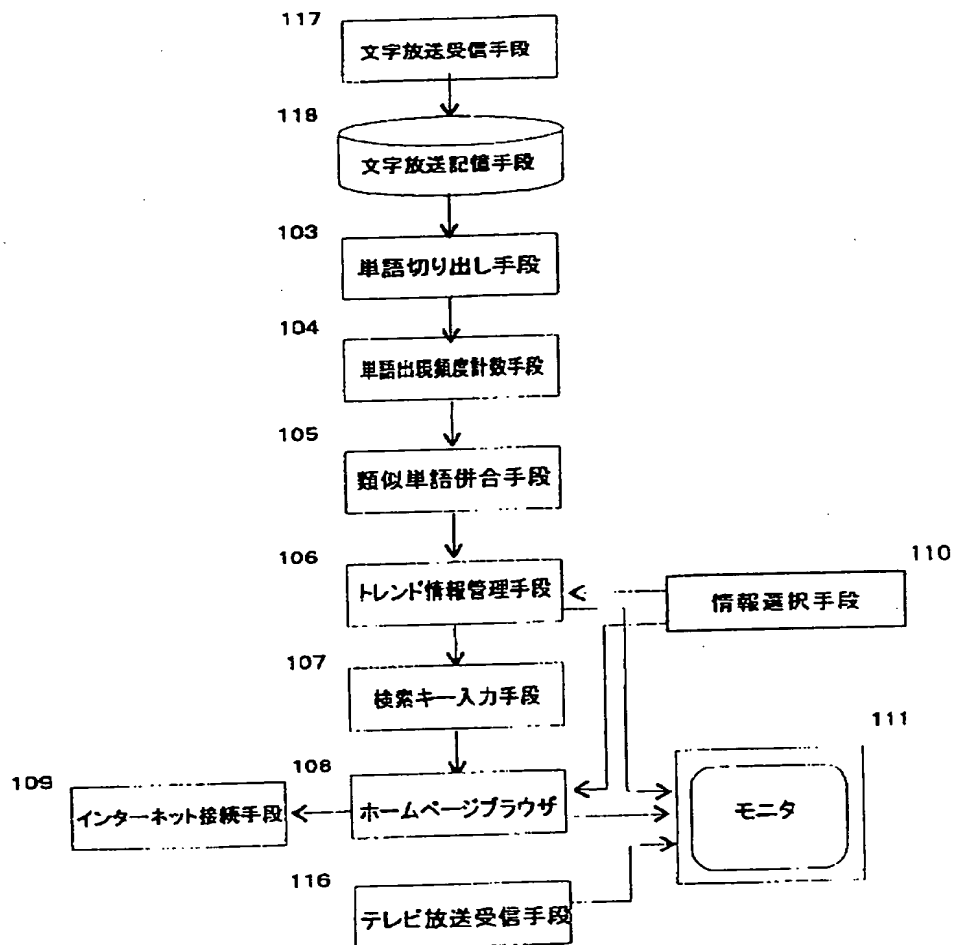 117
文字放送受信手段
118
文字放送記憶手段
103
単語切り出し手段
104
単語出現頻度計数手段
105
類似単語併合手段
106
トレンド情報管理手段
110
情報選択手段
107
検索キー入力手段
111
モニタ
108
ホームページブラウザ
109
インターネット接続手段
116
テレビ放送受信手段